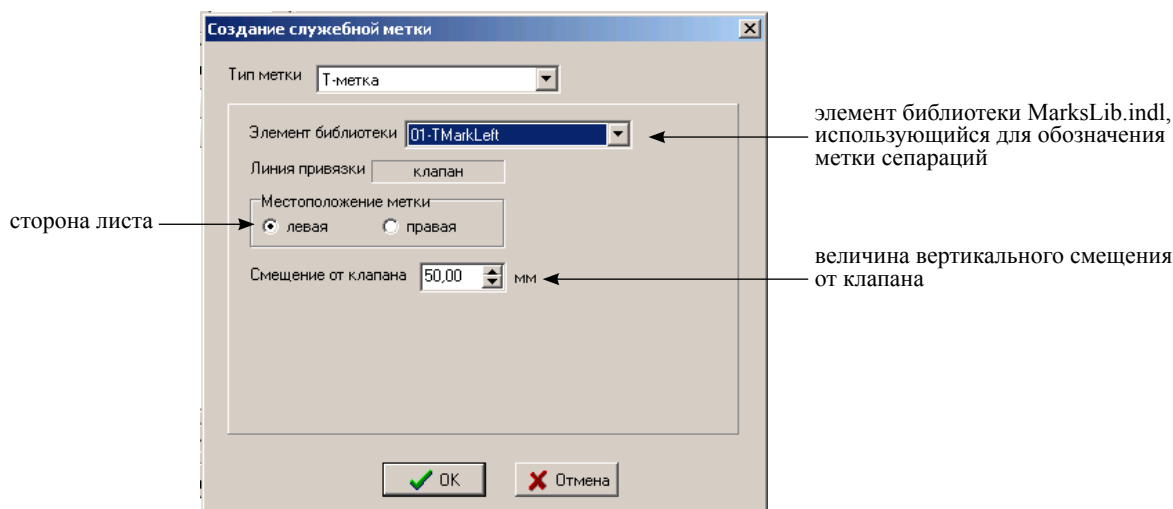 Создание служебной метки
Тип метки Т-метка
Элемент библиотеки 01-TMarkLeft
Линия привязки клапан
Местоположение метки
левая правая
Смещение от клапана 50,00 мм
OK Отмена
сторона листа
элемент библиотеки MarksLib.indl,
использующийся для обозначения
метки сепараций
величина вертикального смещения
от клапана